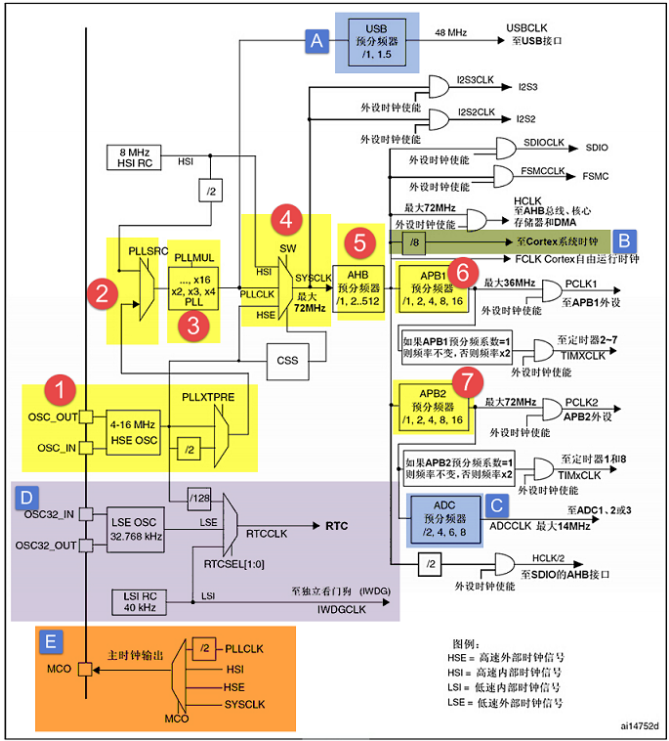 A
USB
预分频器
/1, 1.5
48 MHz
USBCLK
至USB接口
I2S3CLK
I2S3
外设时钟使能
I2S2CLK
I2S2
外设时钟使能
8 MHz
HSI RC
HSI
/2
SDIOCLK
SDIO
外设时钟使能
FSMCCLK
FSMC
外设时钟使能
最大72MHz
HCLK
至AHB总线、核心
存储器和DMA
外设时钟使能
/8
至Cortex系统时钟
B
FCLK Cortex自由运行时钟
2
PLLSRC
PLLMUL
..., x16
x2, x3, x4
PLL
3
4
SW
HSI
PLLCLK
HSE
SYSCLK
最大
72MHz
CSS
5
AHB
预分频器
/1, 2..512
6
APB1
预分频器
/1, 2, 4, 8, 16
最大36MHz
PCLK1
至APB1外设
外设时钟使能
如果APB1预分频系数=1
则频率不变，否则频率x2
至定时器2~7
TIMXCLK
外设时钟使能
7
APB2
预分频器
/1, 2, 4, 8, 16
最大72MHz
PCLK2
APB2外设
外设时钟使能
如果APB2预分频系数=1
则频率不变，否则频率x2
至定时器1和8
TIMxCLK
外设时钟使能
ADC
预分频器
/2, 4, 6, 8
C
至ADC1、2或3
ADCCLK 最大14MHz
/2
HCLK/2
至SDIO的AHB接口
外设时钟使能
1
OSC_OUT
OSC_IN
4-16 MHz
HSE OSC
PLLXTPRE
/2
D
/128
OSC32_IN
OSC32_OUT
LSE OSC
32.768 kHz
LSE
RTCCLK
RTC
RTCSEL[1:0]
LSI RC
40 kHz
LSI
至独立看门狗 (IWDG)
IWDGCLK
E
MCO
主时钟输出
/2
PLLCLK
HSI
HSE
SYSCLK
MCO
图例：
HSE = 高速外部时钟信号
HSI = 高速内部时钟信号
LSI = 低速内部时钟信号
LSE = 低速外部时钟信号
ai14752d